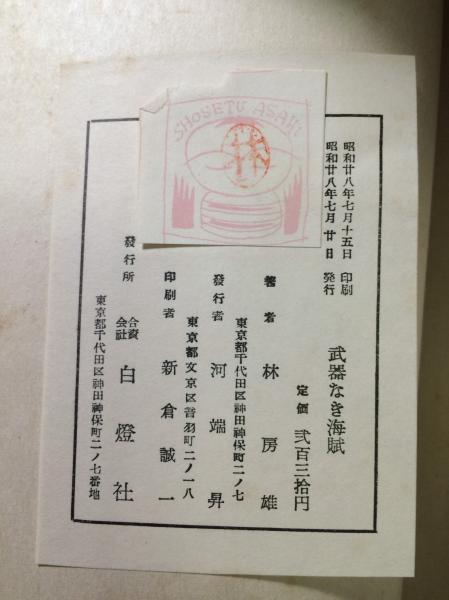 SHOSETU ASAHI
林
昭和廿八年七月十五日 印刷
昭和廿八年七月廿日 発行
武器なき海賊
定価 弐百三拾円
著者 林房雄
東京都千代田区神田神保町二ノ七
発行者 河端昇
東京都文京区音羽町二ノ一八
印刷者 新倉誠一
發行所 合資会社 白燈社
東京都千代田区神田神保町二ノ七番地